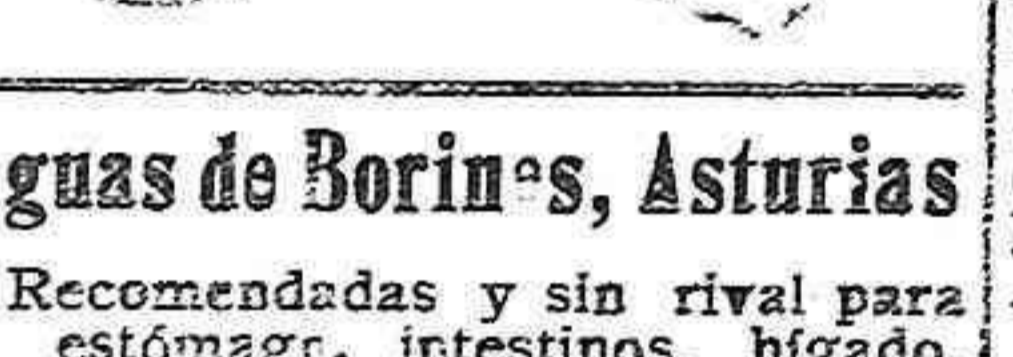 guas de Borines, Asturias
Recomendadas y sin rival para
estómago, intestinos, hígado,